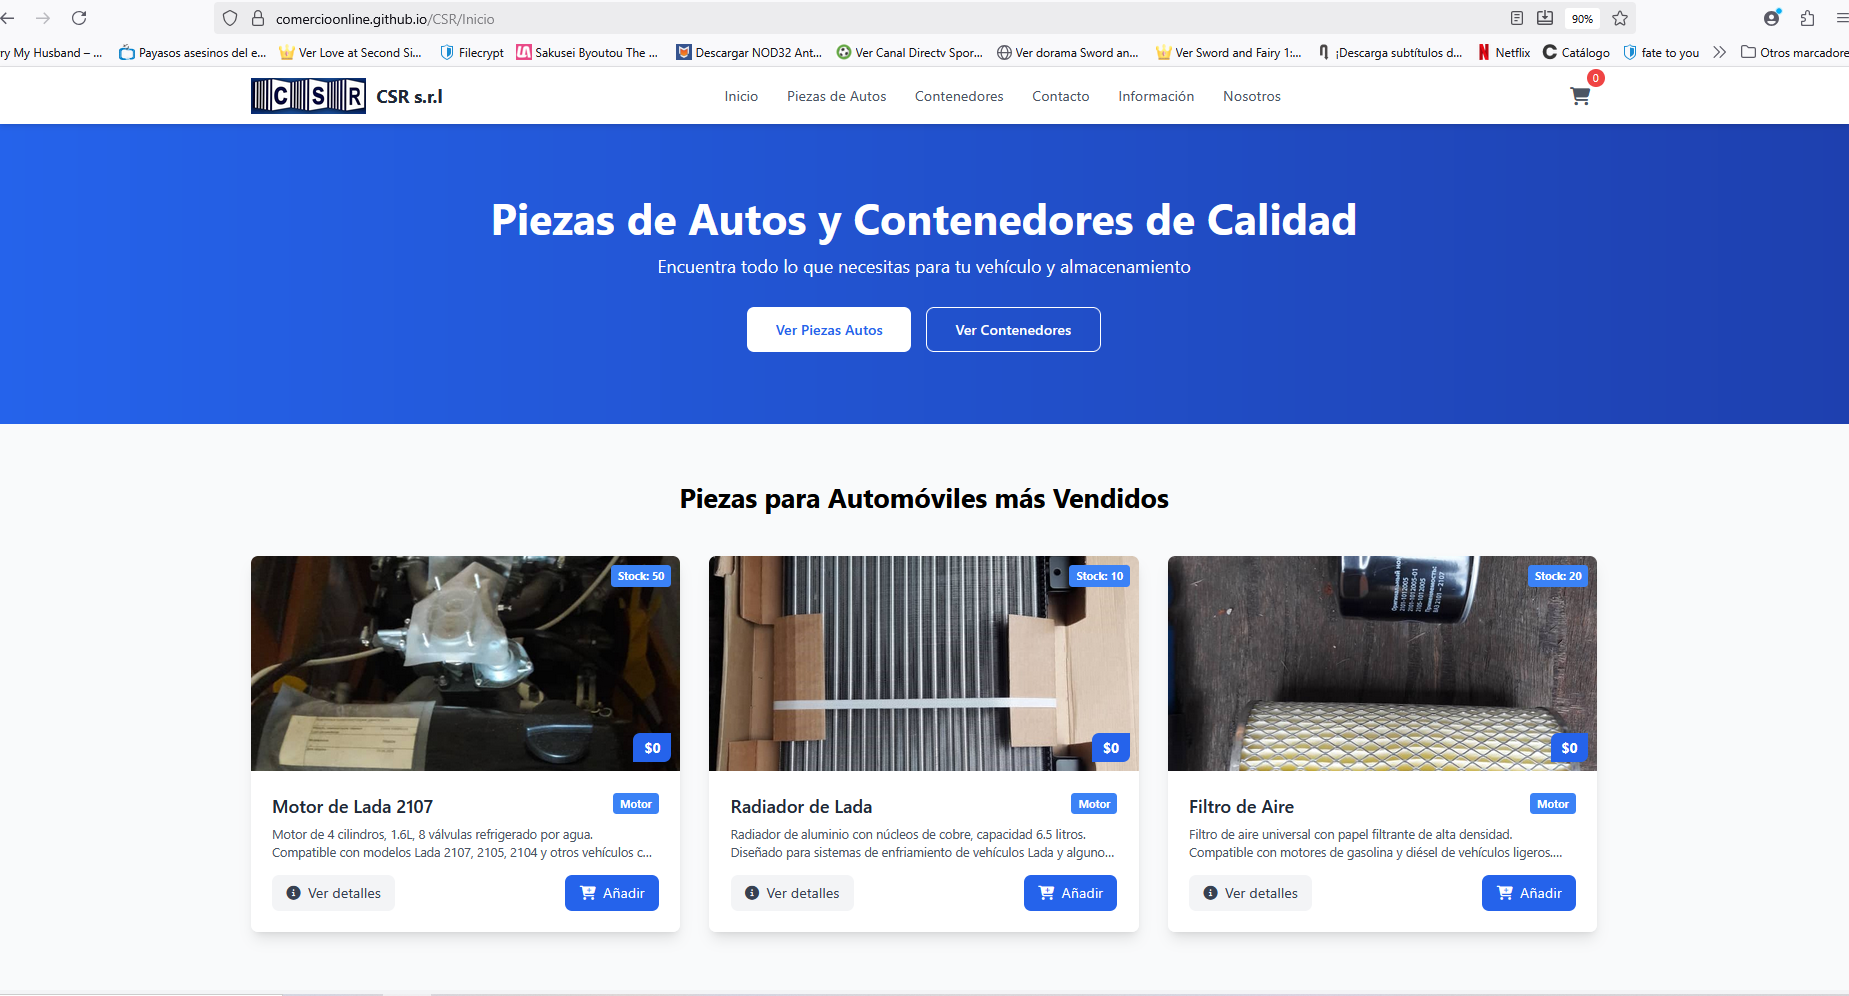 comercioonline.github.io/CSR/Inicio
90%
ry My Husband – ...
Payasos asesinos del e...
Ver Love at Second Si...
Filecrypt
Sakusei Byoutou The ...
Descargar NOD32 Ant...
Ver Canal Directv Spor...
Ver dorama Sword an...
Ver Sword and Fairy 1:...
¡Descarga subtítulos d...
Netflix
Catálogo
fate to you
Otros marcadore
CSR
CSR s.r.l
Inicio
Piezas de Autos
Contenedores
Contacto
Información
Nosotros
0
Piezas de Autos y Contenedores de Calidad
Encuentra todo lo que necesitas para tu vehículo y almacenamiento
Ver Piezas Autos
Ver Contenedores
Piezas para Automóviles más Vendidos
Stock: 50
$0
Motor de Lada 2107
Motor
Motor de 4 cilindros, 1.6L, 8 válvulas refrigerado por agua.
Compatible con modelos Lada 2107, 2105, 2104 y otros vehículos c...
Ver detalles
Añadir
Stock: 10
$0
Radiador de Lada
Motor
Radiador de aluminio con núcleos de cobre, capacidad 6.5 litros.
Diseñado para sistemas de enfriamiento de vehículos Lada y alguno...
Ver detalles
Añadir
Stock: 20
$0
Filtro de Aire
Motor
Filtro de aire universal con papel filtrante de alta densidad.
Compatible con motores de gasolina y diésel de vehículos ligeros....
Ver detalles
Añadir